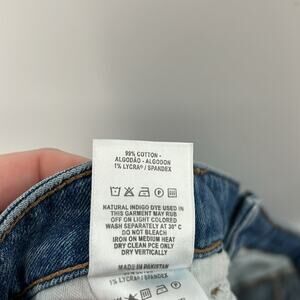 99% COTTON -
ALGODÃO - ALGODON
1% LYCRA® / SPANDEX
NATURAL INDIGO DYE USED IN
THIS GARMENT MAY RUB
OFF ON LIGHT COLORED
WASH SEPARATELY AT 30° C
DO NOT BLEACH
IRON ON MEDIUM HEAT
DRY CLEAN PCE ONLY
DRY VERTICALLY
MADE IN PAKISTAN